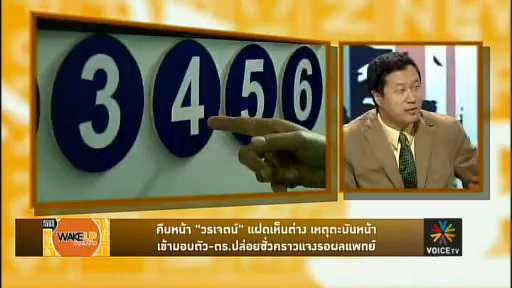 3 4 5 6
คืบหน้า "วรเจตน์" แฝดเห็นต่าง เหตุตะบันหน้า
เข้ามอบตัว-ตร.ปล่อยชั่วคราวแจงรอผลแพทย์
WAKE UP
VOICE TV